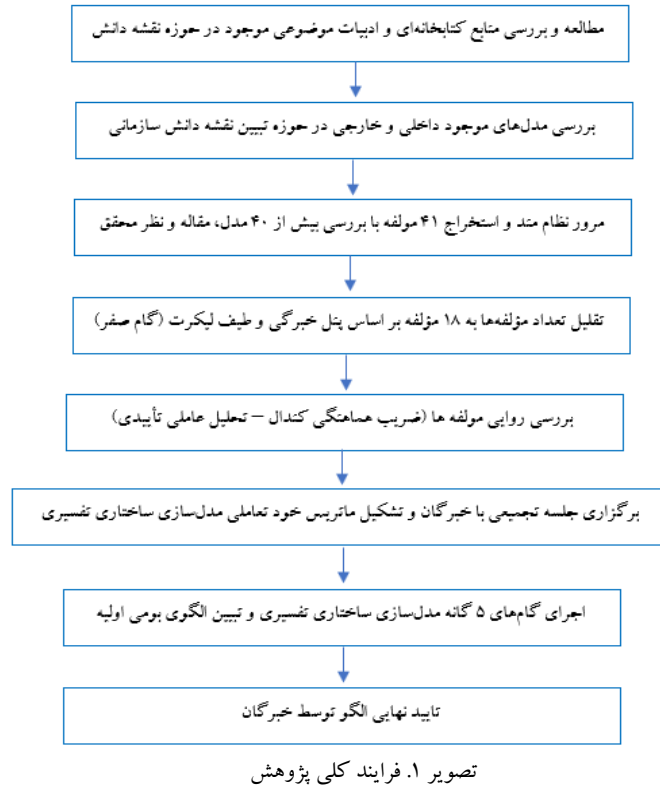 مطالعه و بررسی منابع کتابخانه‌ای و ادبیات موضوعی موجود در حوزه نقشه دانش
بررسی مدل‌های موجود داخلی و خارجی در حوزه تبیین نقشه دانش سازمانی
مرور نظام مند و استخراج ۴۱ مولفه با بررسی بیش از ۴۰ مدل، مقاله و نظر محقق
تقلیل تعداد مؤلفه‌ها به ۱۸ مؤلفه بر اساس پنل خبرگی و طیف لیکرت (گام صفر)
بررسی روایی مولفه ها (ضریب هماهنگی کندال – تحلیل عاملی تأییدی)
برگزاری جلسه تجمیعی با خبرگان و تشکیل ماتریس خود تعاملی مدل‌سازی ساختاری تفسیری
اجرای گام‌های ۵ گانه مدل‌سازی ساختاری تفسیری و تبیین الگوی بومی اولیه
تایید نهایی الگو توسط خبرگان
تصویر ۱. فرایند کلی پژوهش